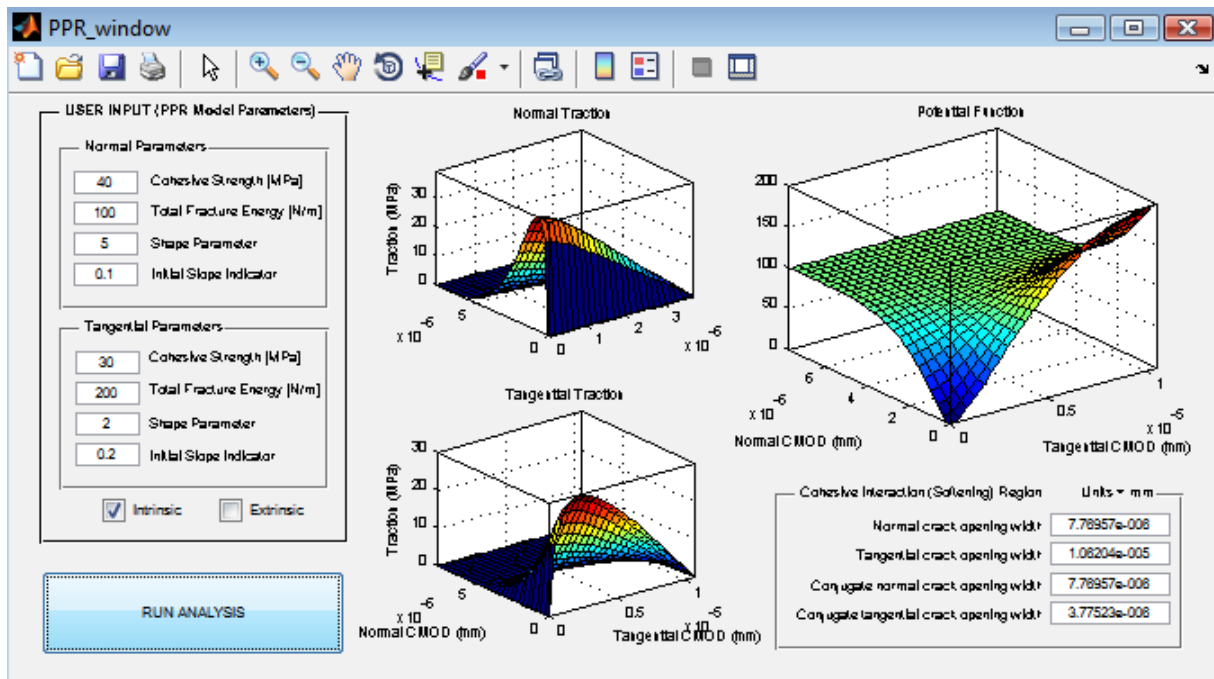 PPR_window
USER INPUT (PPR Model Parameters)
Normal Parameters
40 Cohesive Strength [MPa]
100 Total Fracture Energy [N/m]
5 Shape Parameter
0.1 Initial Slope Indicator
Tangential Parameters
30 Cohesive Strength [MPa]
200 Total Fracture Energy [N/m]
2 Shape Parameter
0.2 Initial Slope Indicator
Intrinsic
Extrinsic
RUN ANALYSIS
Normal Traction
Traction (MPa)
30
20
10
0
5
x 10^-6
0 0
1
2
3
x 10^-6
Tangential Traction
Traction (MPa)
30
20
10
0
5
x 10^-6
Normal CMOD (mm)
0 0
0.5
1
x 10^-5
Tangential CMOD (mm)
Potential Function
200
150
100
50
0
6
4
2
x 10^-6
Normal CMOD (mm)
0 0
0.5
1
x 10^-5
Tangential CMOD (mm)
Cohesive Interaction (Softening) Region Units = mm
Normal crack opening widt 7.76957e-006
Tangential crack opening widt 1.06204e-005
Conjugate normal crack opening widt 7.76957e-006
Conjugate tangential crack opening widt 3.77523e-006